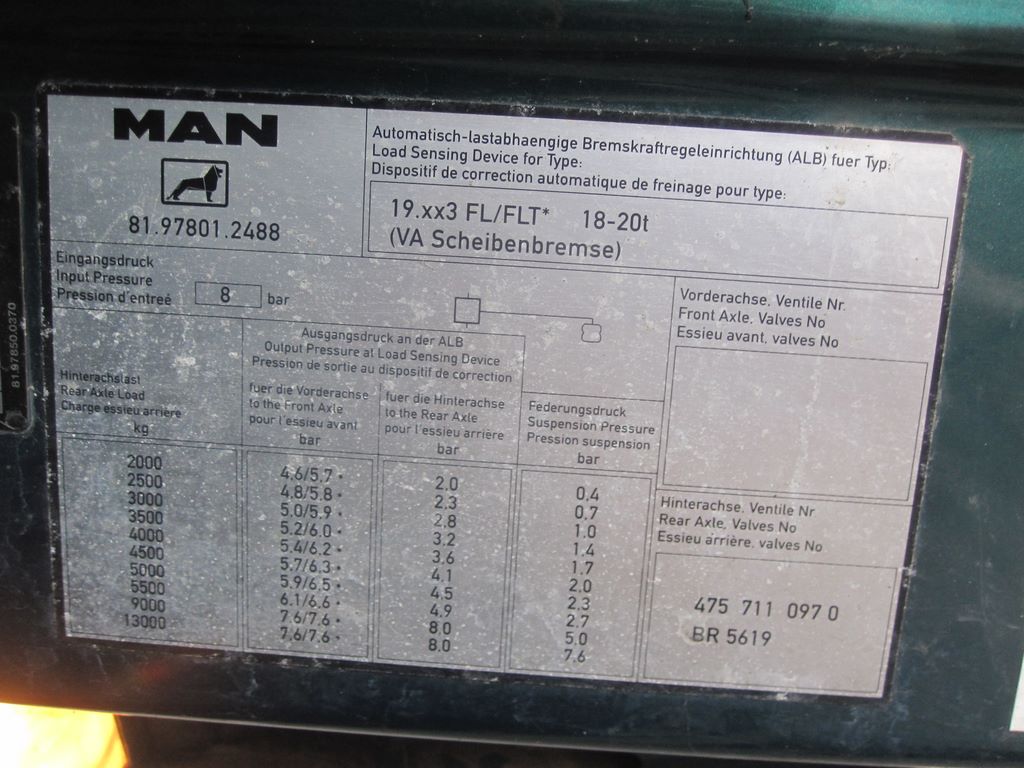 MAN
81.97801.2488
Automatisch-lastabhaengige Bremskraftregeleinrichtung (ALB) fuer Typ:
Load Sensing Device for Type:
Dispositif de correction automatique de freinage pour type:
19.xx3 FL/FLT* 18-20t
(VA Scheibenbremse)
Eingangsdruck
Input Pressure
Pression d'entreé
8 bar
Ausgangsdruck an der ALB
Output Pressure at Load Sensing Device
Pression de sortie au dispositif de correction
Hinterachslast
Rear Axle Load
Charge essieu arrière
kg
fuer die Vorderachse
to the Front Axle
pour l'essieu avant
bar
fuer die Hinterachse
to the Rear Axle
pour l'essieu arrière
bar
Federungsdruck
Suspension Pressure
Pression suspension
bar
2000 4.6/5.7* 2.0 0,4
2500 4.8/5.8* 2.3 0.7
3000 5.0/5.9* 2.8 1.0
3500 5.2/6.0* 3.2 1.4
4000 5.4/6.2* 3.6 1.7
4500 5.7/6.3* 4.1 2.0
5000 5.9/6.5* 4.5 2.3
5500 6.1/6.6* 4.9 2.7
9000 7.6/7.6* 8.0 5.0
13000 7.6/7.6* 8.0 7.6
Vorderachse, Ventile Nr.
Front Axle, Valves No
Essieu avant, valves No
Hinterachse, Ventile Nr
Rear Axle, Valves No
Essieu arrière, valves No
475 711 097 0
BR 5619
81.97850.0370